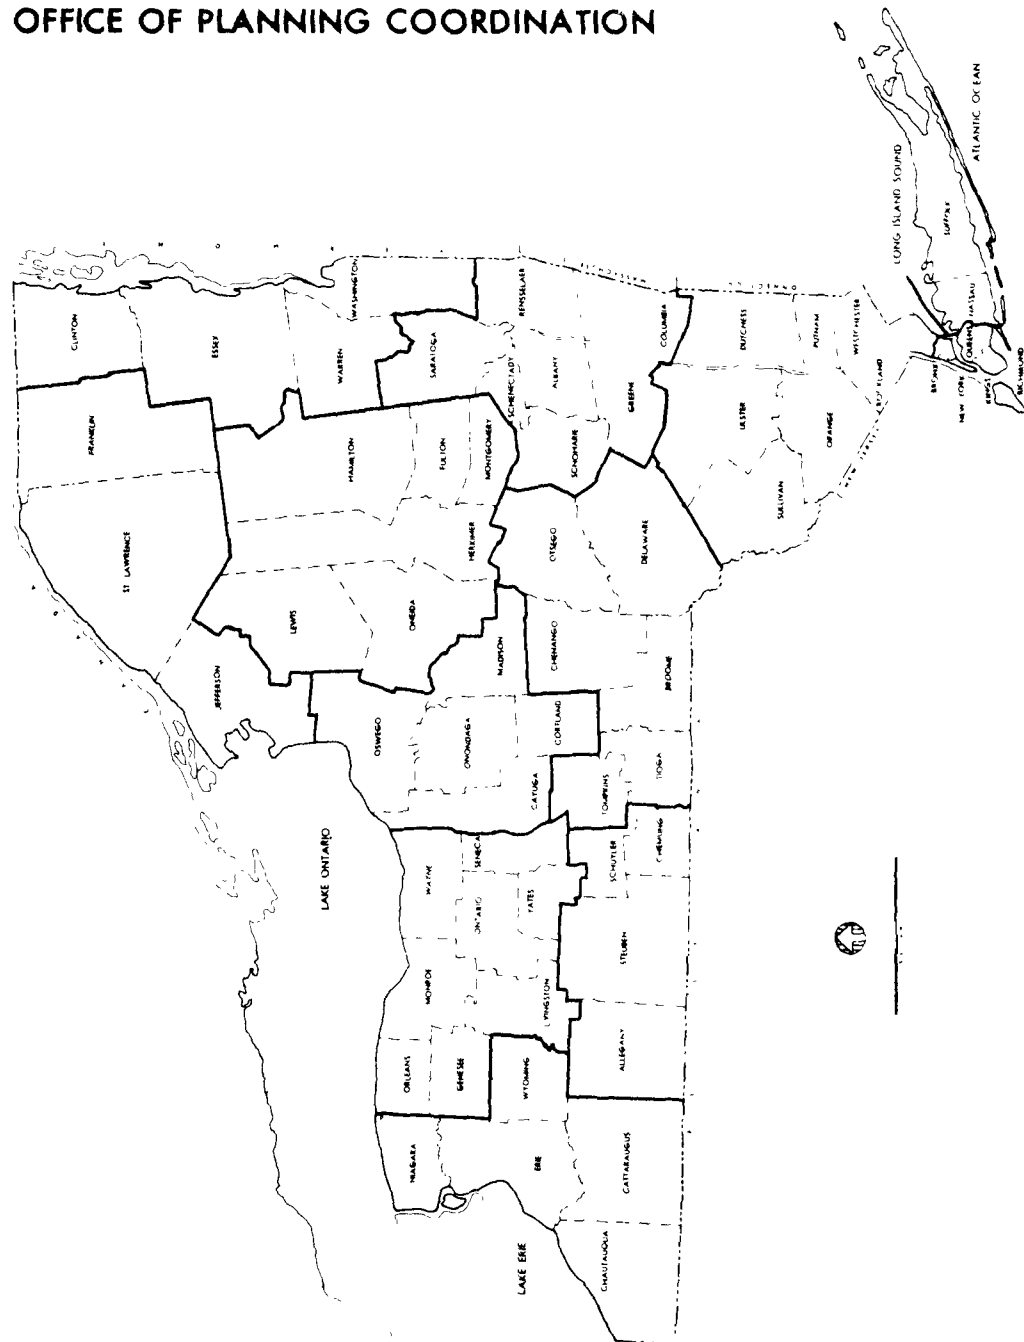 OFFICE OF PLANNING COORDINATION
CLINTON
FRANKLIN
ST LAWRENCE
ESSEX
JEFFERSON
LEWIS
HAMILTON
WARREN
WASHINGTON
HERKIMER
FULTON
SARATOGA
ONEIDA
OSWEGO
MONTGOMERY
SCHENECTADY
RENSSELAER
LAKE ONTARIO
NIAGARA
ORLEANS
MONROE
WAYNE
GENESEE
ONTARIO
SENECA
CAYUGA
ONONDAGA
MADISON
OTSEGO
SCHOHARIE
ALBANY
ERIE
WYOMING
LIVINGSTON
YATES
CORTLAND
CHENANGO
LAKE ERIE
CHAUTAUQUA
CATTARAUGUS
ALLEGANY
STEUBEN
SCHUYLER
TOMPKINS
CHEMUNG
TIOGA
BROOME
DELAWARE
GREENE
COLUMBIA
ULSTER
DUTCHESS
SULLIVAN
ORANGE
PUTNAM
WESTCHESTER
ROCKLAND
NEW JERSEY
BRONX
NEW YORK
KINGS
RICHMOND
QUEENS
NASSAU
SUFFOLK
LONG ISLAND SOUND
ATLANTIC OCEAN